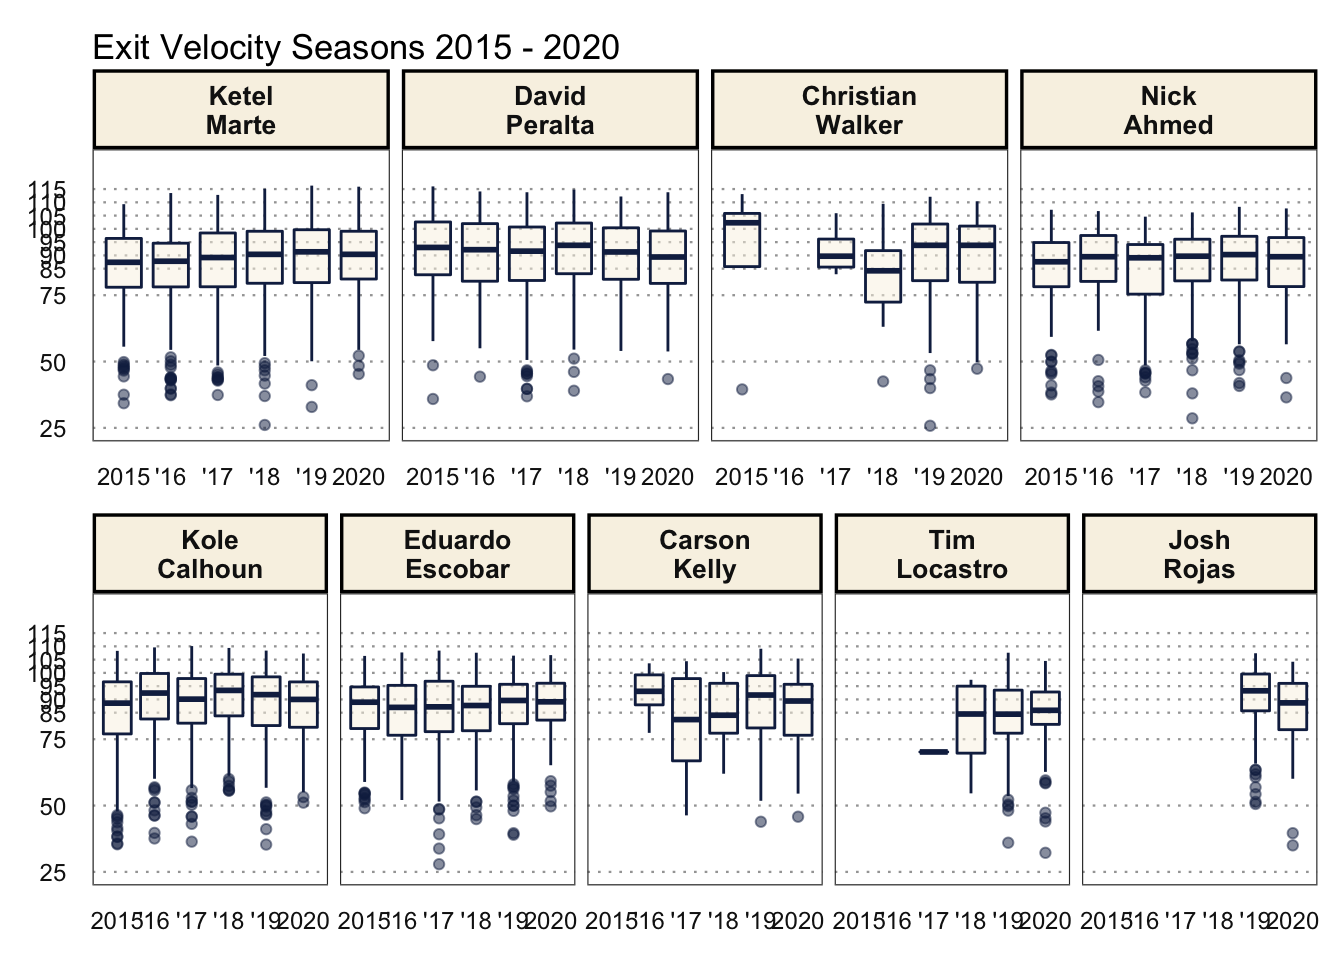 Exit Velocity Seasons 2015 - 2020
Ketel
Marte
David
Peralta
Christian
Walker
Nick
Ahmed
115
110
105
100
95
90
85
75
50
25
2015 '16 '17 '18 '19 2020
2015 '16 '17 '18 '19 2020
2015 '16 '17 '18 '19 2020
2015 '16 '17 '18 '19 2020
Kole
Calhoun
Eduardo
Escobar
Carson
Kelly
Tim
Locastro
Josh
Rojas
115
110
105
100
95
90
85
75
50
25
2015 '16 '17 '18 '19 2020
2015 '16 '17 '18 '19 2020
2015 '16 '17 '18 '19 2020
2015 '16 '17 '18 '19 2020
2015 '16 '17 '18 '19 2020